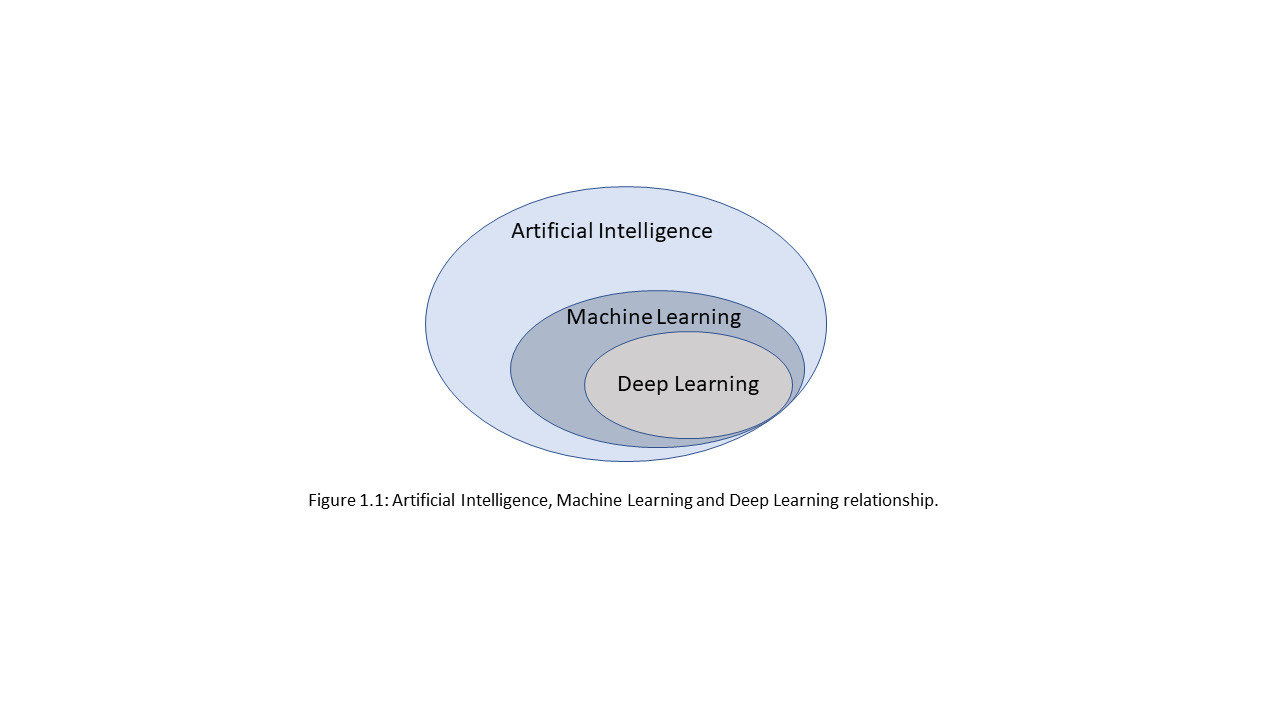 Artificial Intelligence
Machine Learning
Deep Learning
Figure 1.1: Artificial Intelligence, Machine Learning and Deep Learning relationship.